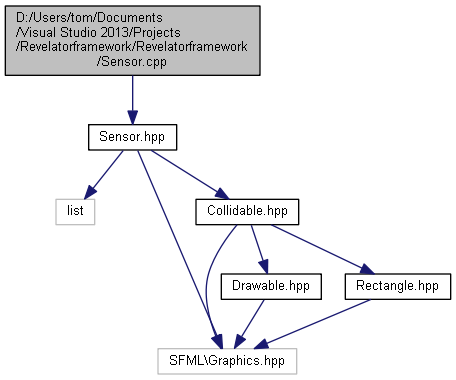 D:/Users/tom/Documents
/Visual Studio 2013/Projects
/Revelatorframework/Revelatorframework
/Sensor.cpp
Sensor.hpp
list
Collidable.hpp
Drawable.hpp
Rectangle.hpp
SFML\Graphics.hpp